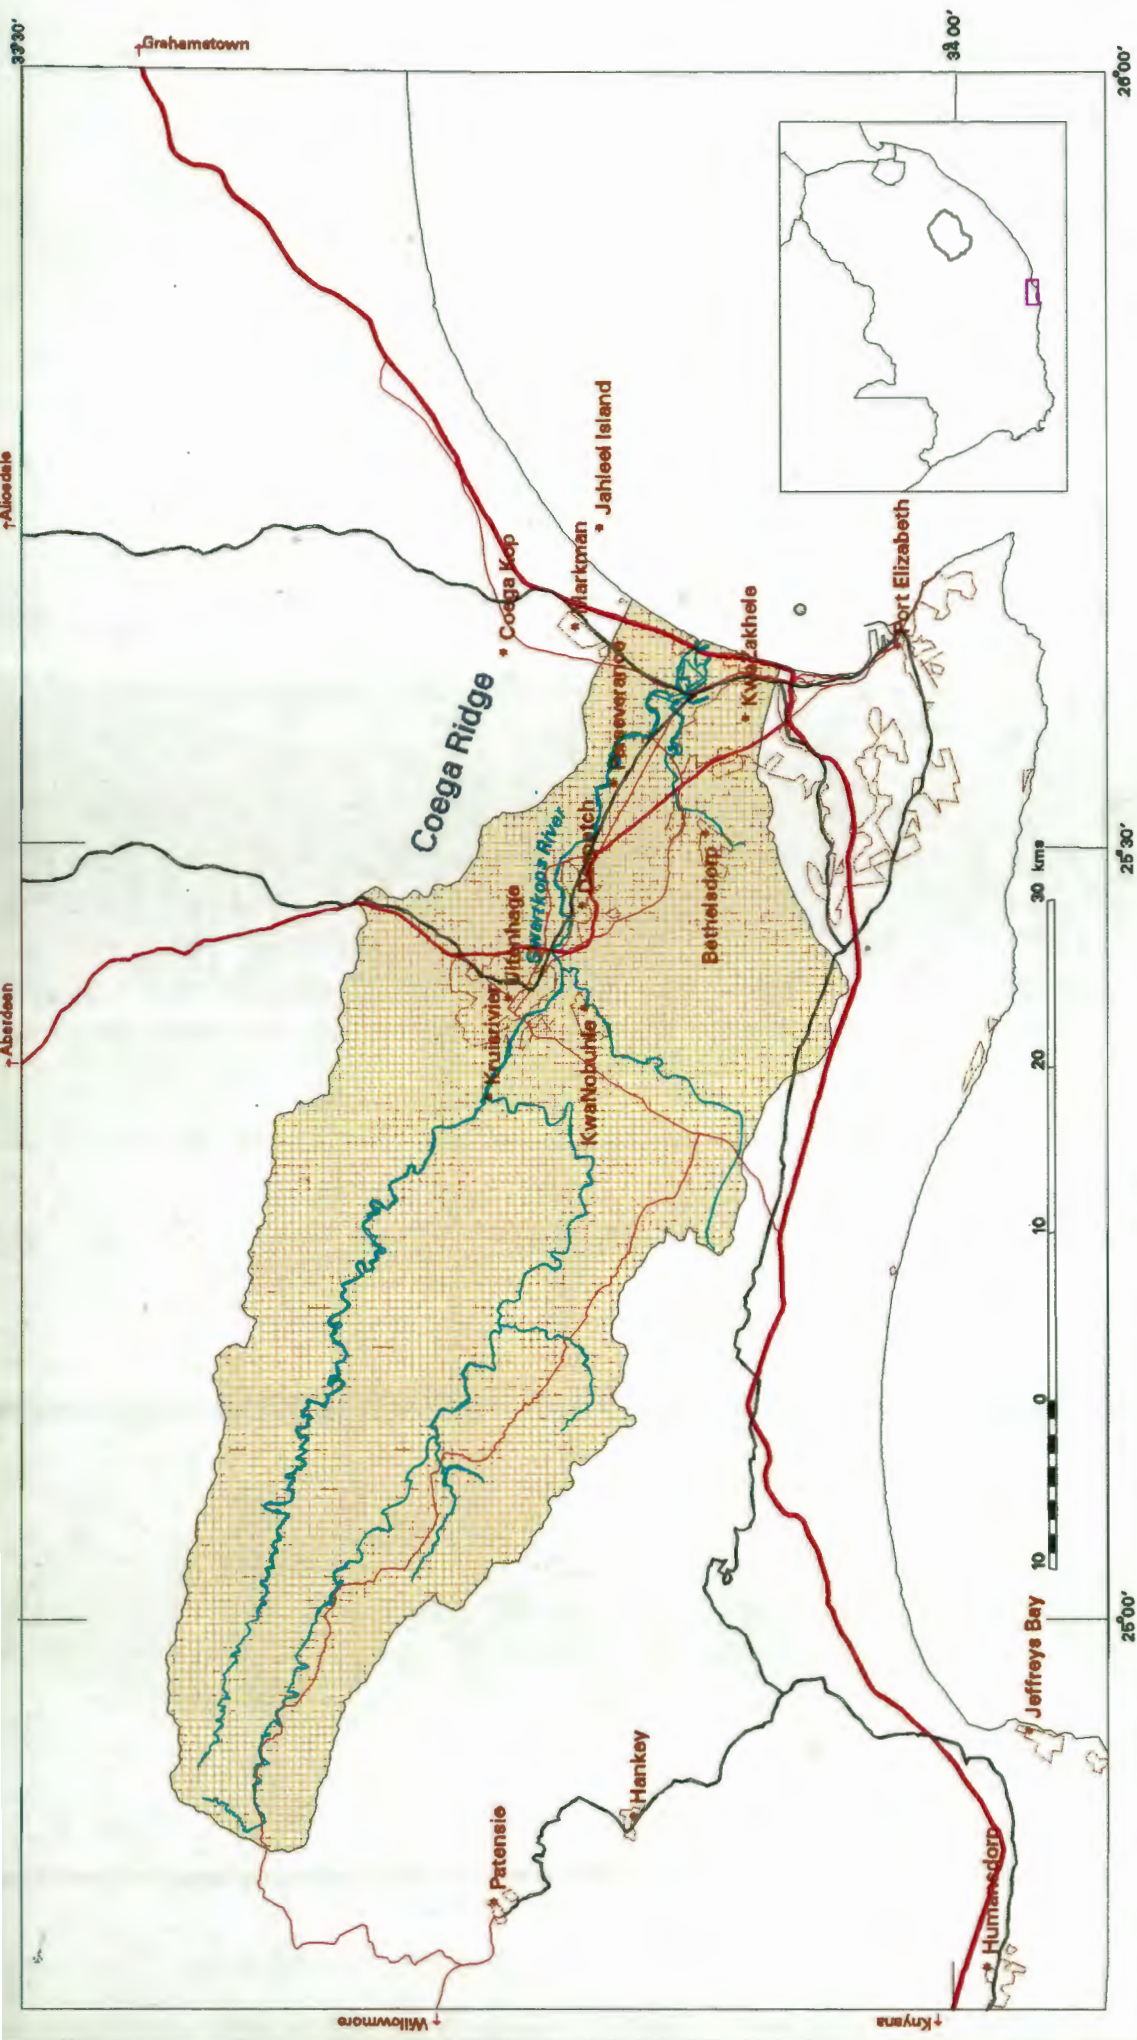 33°30'
↑Grahamstown
34°00'
26°00'
↑Alicedale
* Jahleel Island
* Coega Kop
* Markman
Coega Ridge
* Perseverance
* KwaZakhele
* Port Elizabeth
* Despatch
Swartkops River
* Uitenhage
* Bethelsdorp
* Kruisrivier
* KwaNobuhle
25°30'
↑Aberdeen
10 0 10 20 30 kms
25°00'
* Jeffreys Bay
* Hankey
* Patensie
* Humansdorp
↑Willowmore
↑Knysna